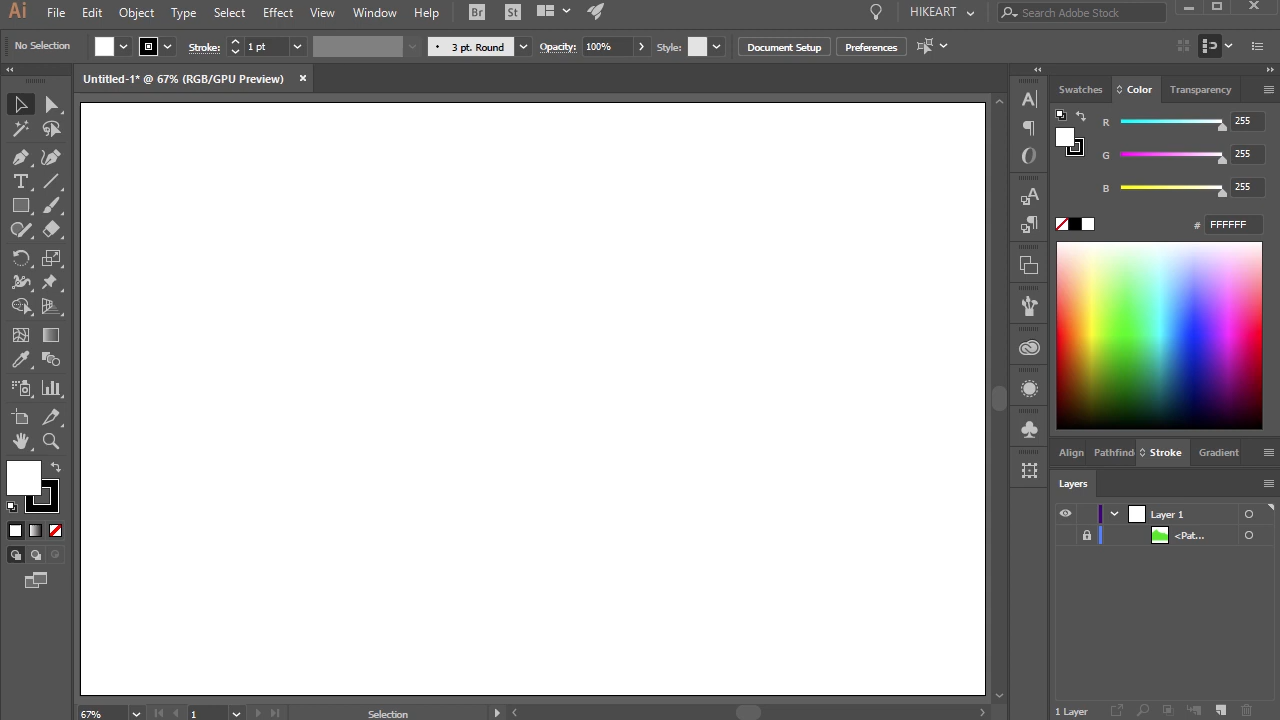 Ai File Edit Object Type Select Effect View Window Help Br St HIKEART Search Adobe Stock
No Selection Stroke: 1 pt 3 pt. Round Opacity: 100% Style: Document Setup Preferences
Untitled-1* @ 67% (RGB/GPU Preview)
Swatches Color Transparency
R 255
G 255
B 255
# FFFFFF
Align Pathfind Stroke Gradient
Layers
Layer 1
<Pat...
1 Layer
67% 1 Selection